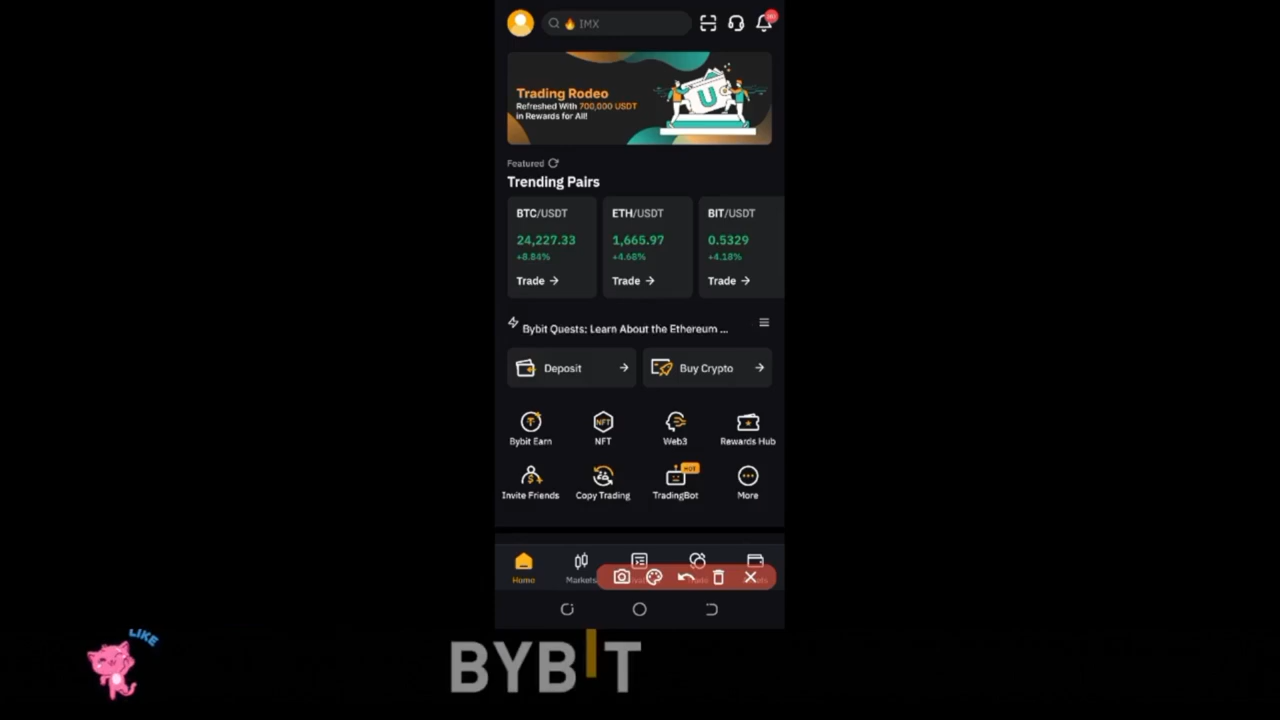 IMX
Trading Rodeo
Refreshed With 700,000 USDT
in Rewards for All!
Featured
Trending Pairs
BTC/USDT
24,227.33
+8.84%
Trade →
ETH/USDT
1,665.97
+4.68%
Trade →
BIT/USDT
0.5329
+4.18%
Trade →
Bybit Quests: Learn About the Ethereum ...
Deposit →
Buy Crypto →
Bybit Earn
NFT
NFT
Web3
Rewards Hub
Invite Friends
Copy Trading
HOT
TradingBot
More
Home
Markets
LIKE
BYBIT